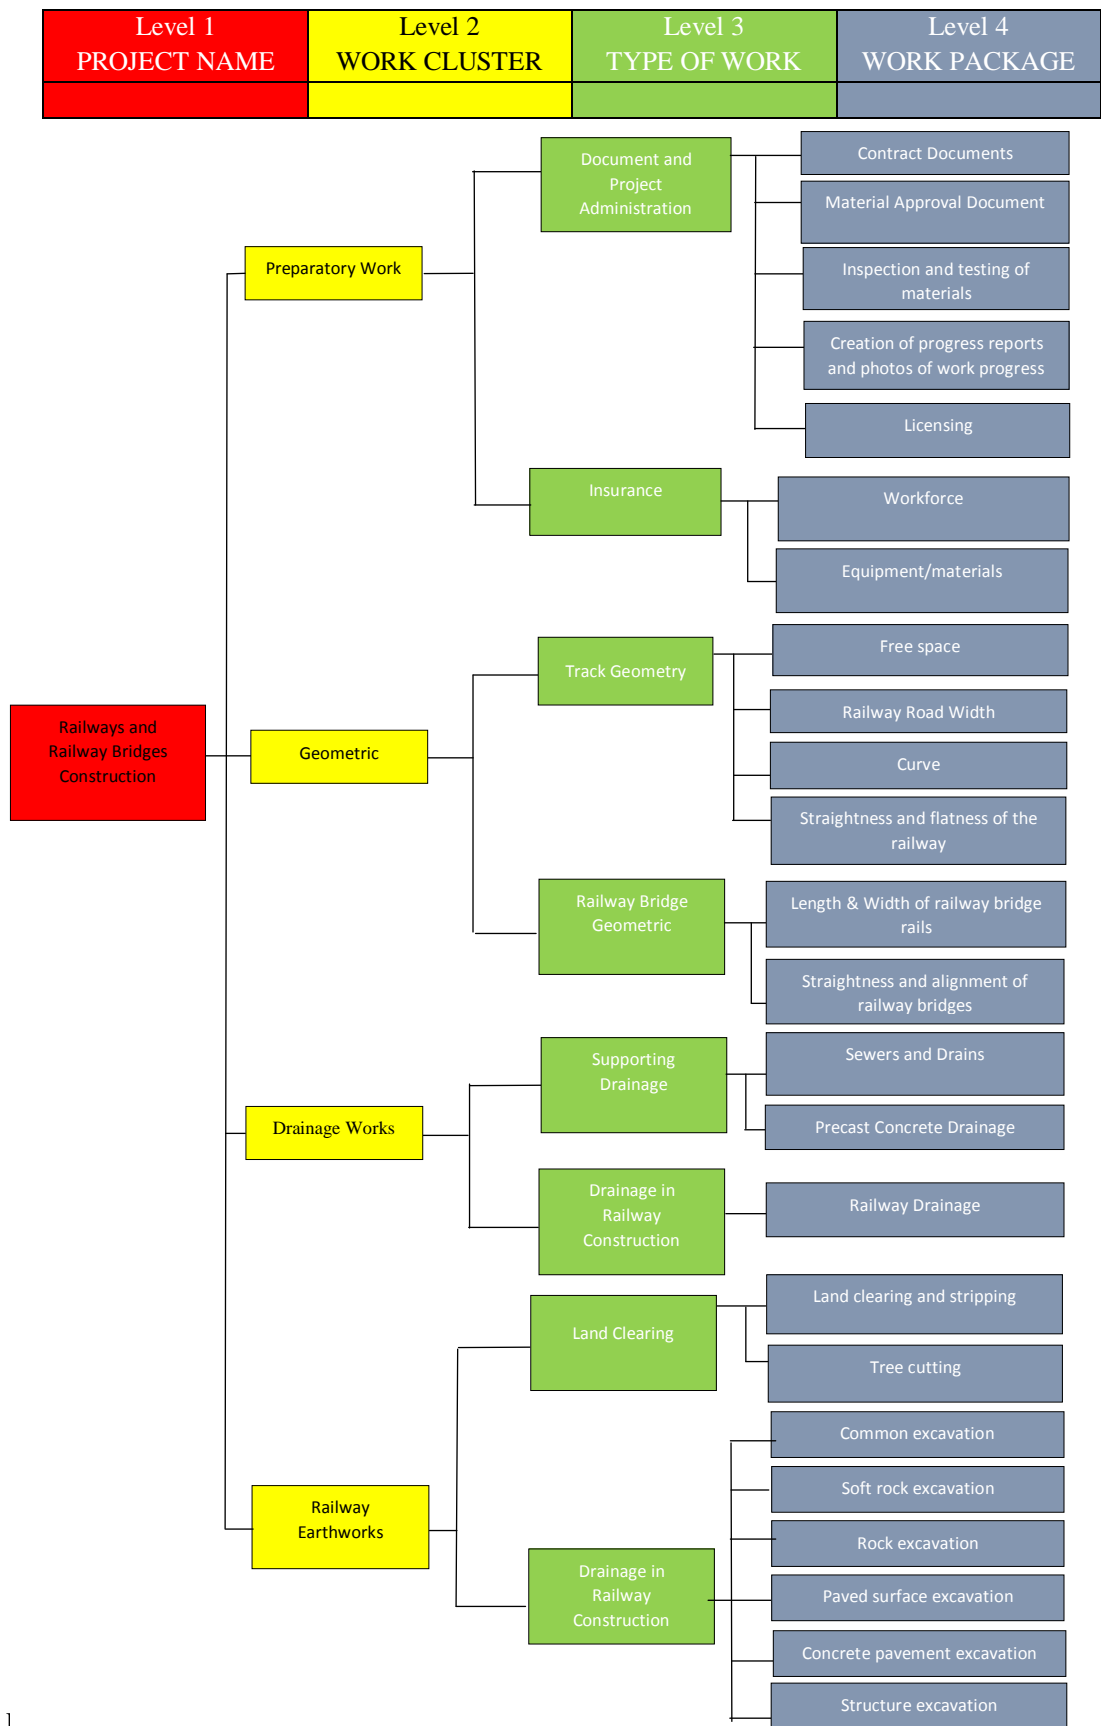 Level 1
PROJECT NAME
Level 2
WORK CLUSTER
Level 3
TYPE OF WORK
Level 4
WORK PACKAGE
Railways and
Railway Bridges
Construction
Preparatory Work
Document and
Project
Administration
Contract Documents
Material Approval Document
Inspection and testing of
materials
Creation of progress reports
and photos of work progress
Licensing
Insurance
Workforce
Equipment/materials
Geometric
Track Geometry
Free space
Railway Road Width
Curve
Straightness and flatness of the
railway
Railway Bridge
Geometric
Length & Width of railway bridge
rails
Straightness and alignment of
railway bridges
Drainage Works
Supporting
Drainage
Sewers and Drains
Precast Concrete Drainage
Drainage in
Railway
Construction
Railway Drainage
Railway
Earthworks
Land Clearing
Land clearing and stripping
Tree cutting
Drainage in
Railway
Construction
Common excavation
Soft rock excavation
Rock excavation
Paved surface excavation
Concrete pavement excavation
Structure excavation
]